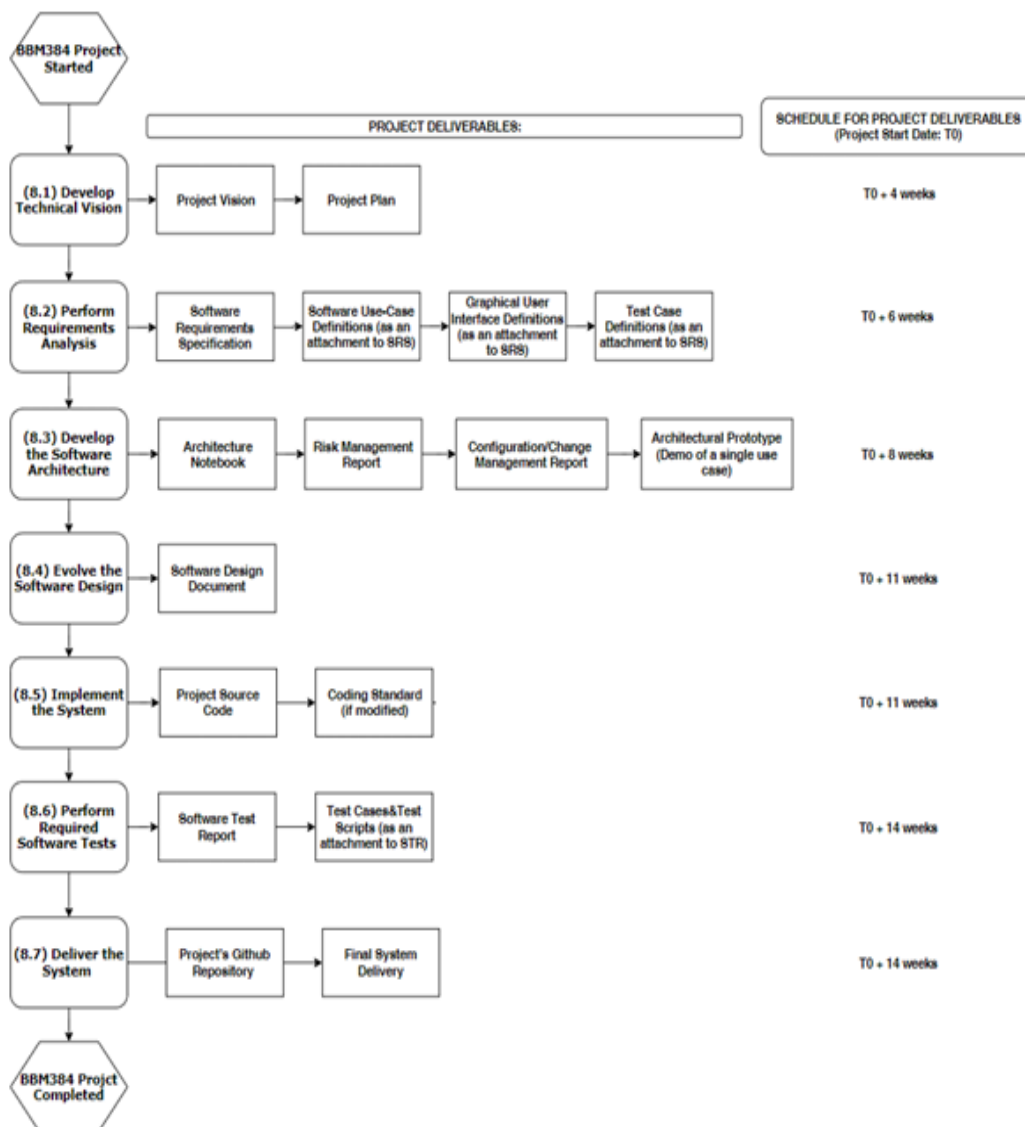 BBM384 Project
Started
PROJECT DELIVERABLES:
SCHEDULE FOR PROJECT DELIVERABLES
(Project Start Date: T0)
(8.1) Develop
Technical Vision
Project Vision
Project Plan
T0 + 4 weeks
(8.2) Perform
Requirements
Analysis
Software
Requirements
Specification
Software Use-Case
Definitions (as an
attachment to SRS)
Graphical User
Interface Definitions
(as an attachment
to SRS)
Test Case
Definitions (as an
attachment to SRS)
T0 + 6 weeks
(8.3) Develop
the Software
Architecture
Architecture
Notebook
Risk Management
Report
Configuration/Change
Management Report
Architectural Prototype
(Demo of a single use
case)
T0 + 8 weeks
(8.4) Evolve the
Software Design
Software Design
Document
T0 + 11 weeks
(8.5) Implement
the System
Project Source
Code
Coding Standard
(if modified)
T0 + 11 weeks
(8.6) Perform
Required
Software Tests
Software Test
Report
Test Cases&Test
Scripts (as an
attachment to STR)
T0 + 14 weeks
(8.7) Deliver the
System
Project's Github
Repository
Final System
Delivery
T0 + 14 weeks
BBM384 Projct
Completed